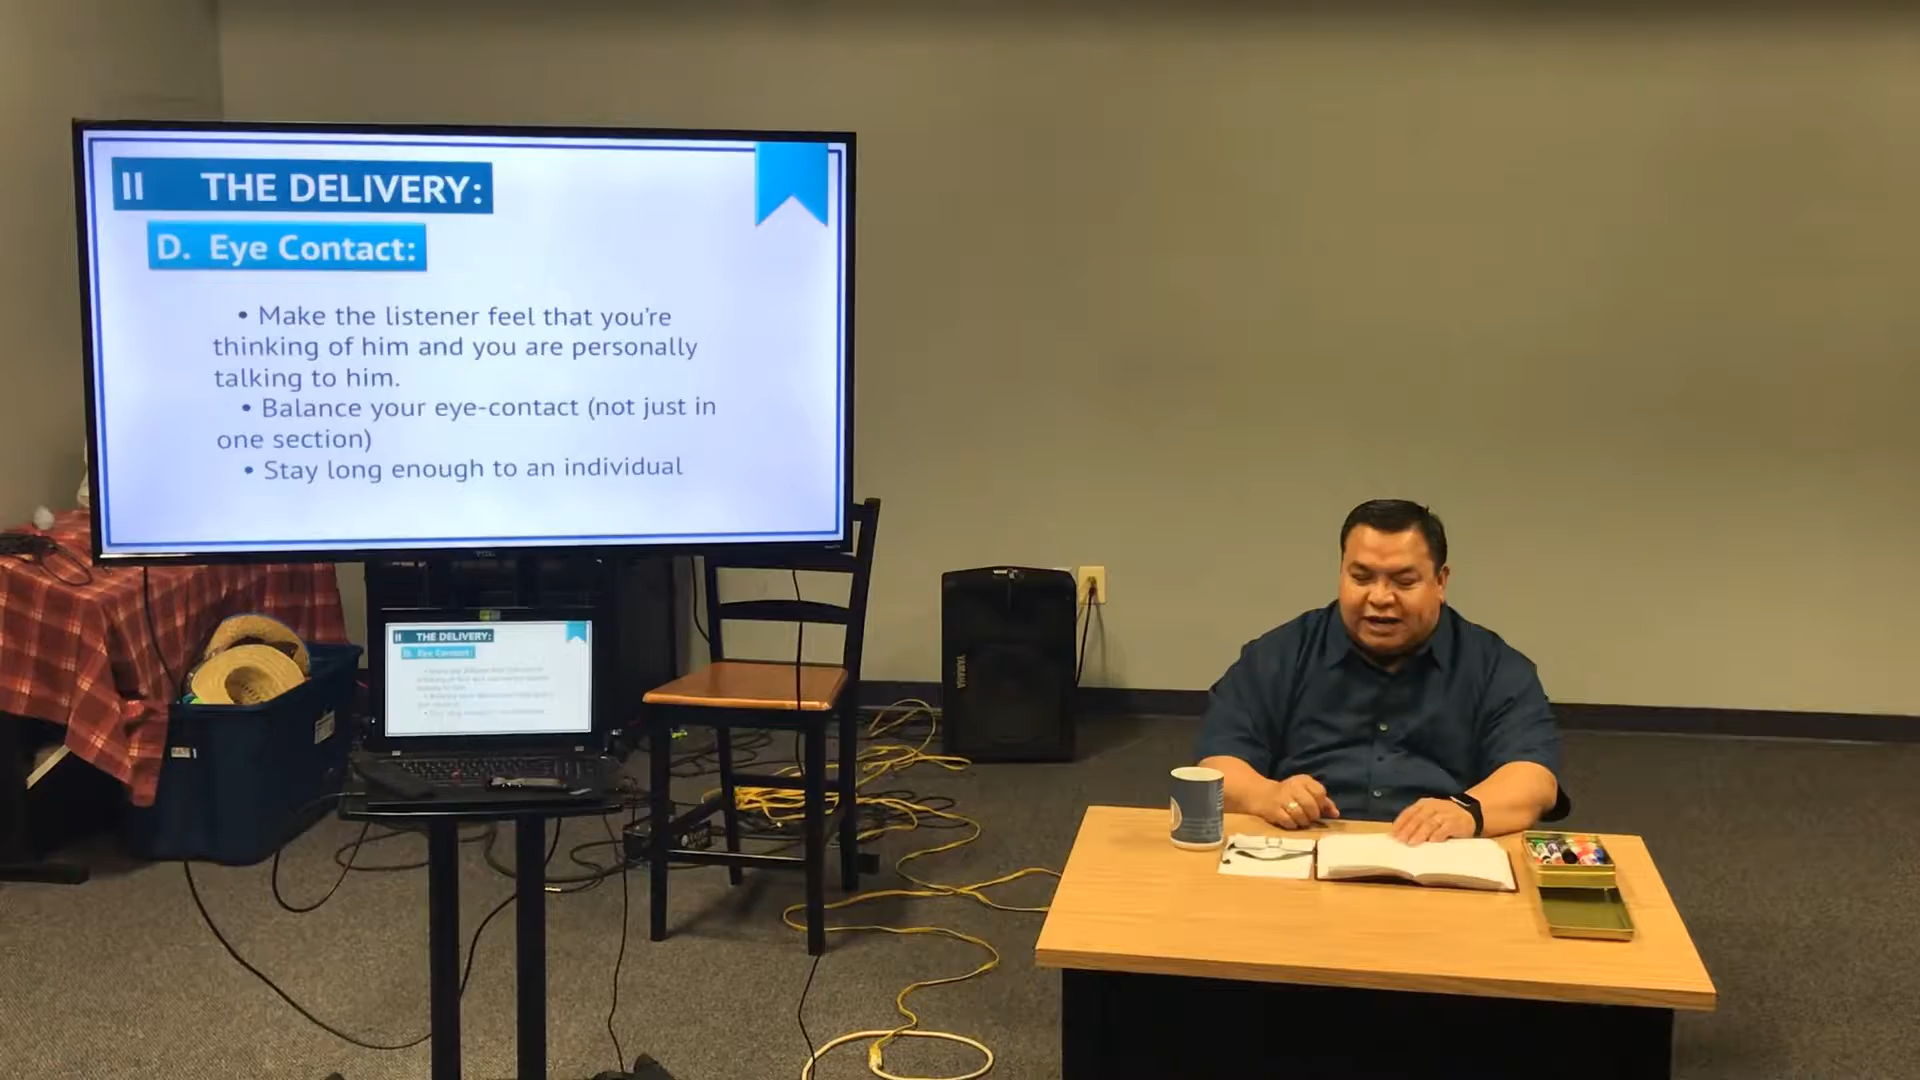 II THE DELIVERY:
D. Eye Contact:
• Make the listener feel that you're
thinking of him and you are personally
talking to him.
• Balance your eye-contact (not just in
one section)
• Stay long enough to an individual
II THE DELIVERY:
D. Eye Contact:
YAMAHA